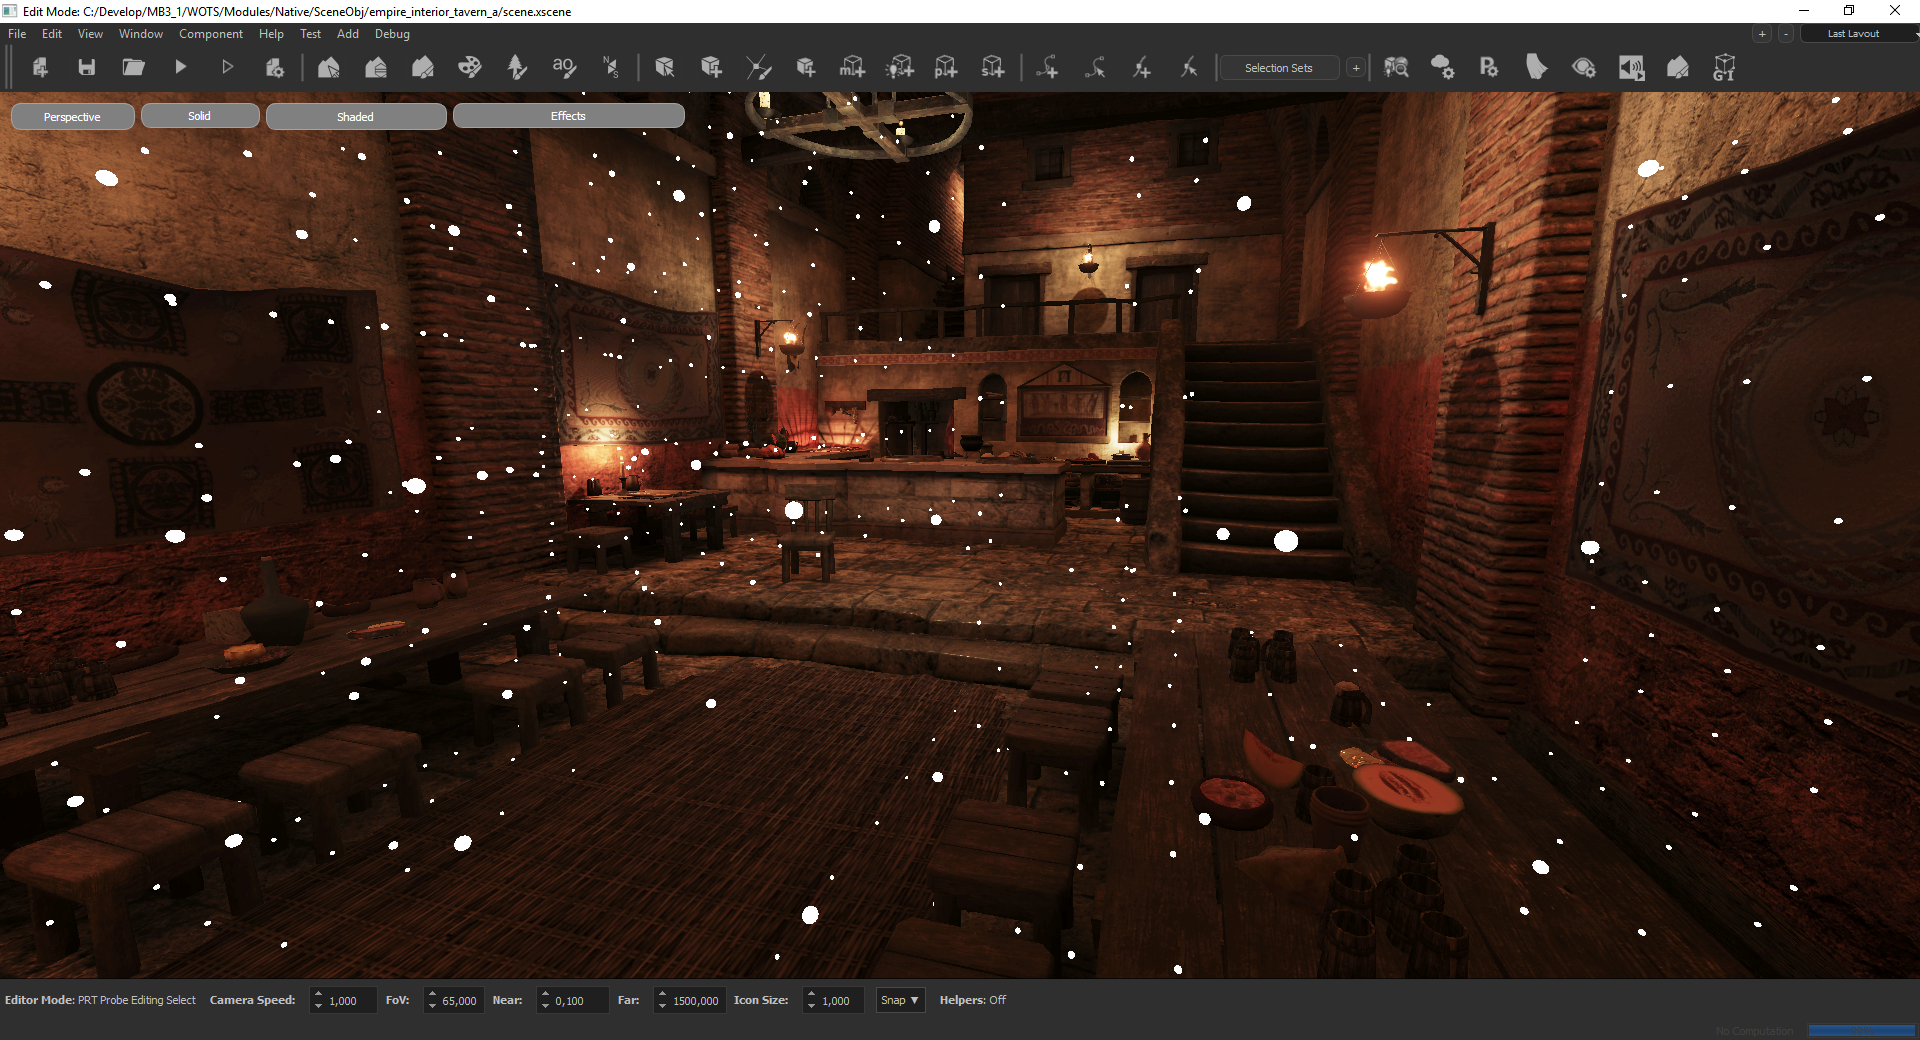 Edit Mode: C:/Develop/MB3_1/WOTS/Modules/Native/SceneObj/empire_interior_tavern_a/scene.xscene
File Edit View Window Component Help Test Add Debug
+ - Last Layout
ao N S m i p s Selection Sets + P GI
Perspective Solid Shaded Effects
Editor Mode: PRT Probe Editing Select Camera Speed: 1,000 FoV: 65,000 Near: 0,100 Far: 1500,000 Icon Size: 1,000 Snap ▼ Helpers: Off
No Computation